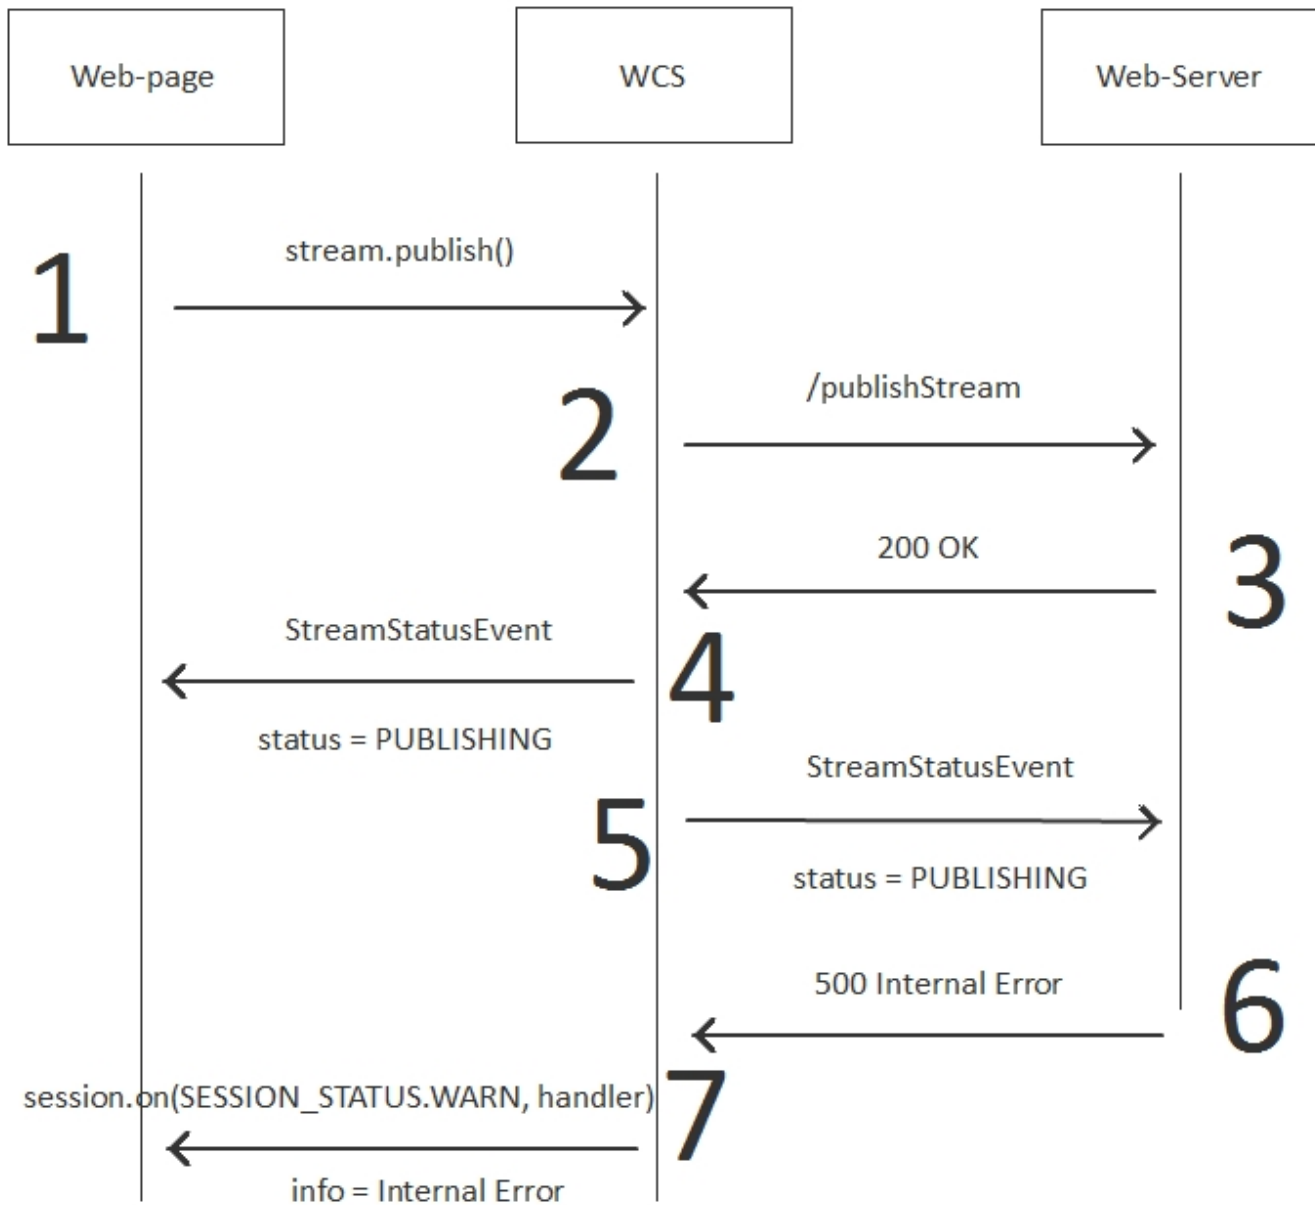 Web-page
WCS
Web-Server
stream.publish()
1
/publishStream
2
200 OK
3
StreamStatusEvent
4
status = PUBLISHING
StreamStatusEvent
5
status = PUBLISHING
500 Internal Error
6
session.on(SESSION_STATUS.WARN, handler)
7
info = Internal Error